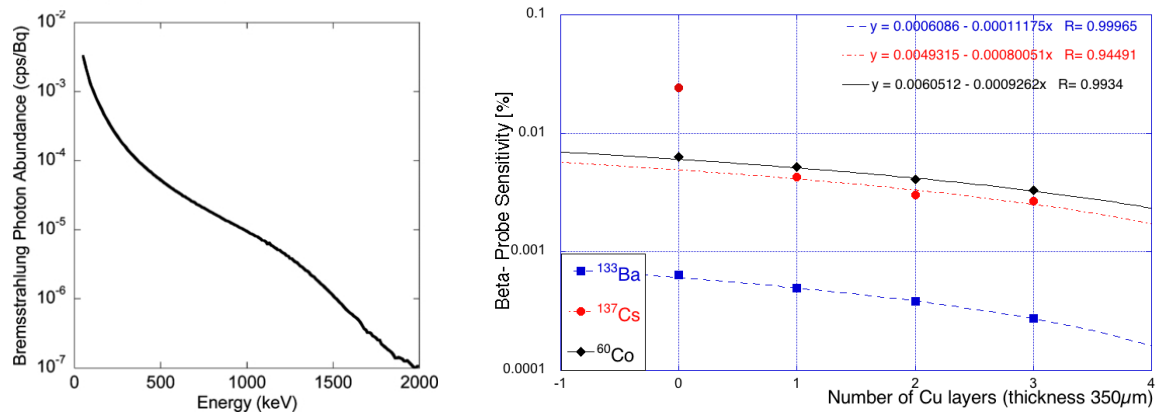 Bremsstrahlung Photon Abundance (cps/Bq)
10⁻²
10⁻³
10⁻⁴
10⁻⁵
10⁻⁶
10⁻⁷
0
500
1000
1500
2000
Energy (keV)
Beta- Probe Sensitivity [%]
0.1
0.01
0.001
0.0001
y = 0.0006086 - 0.00011175x R= 0.99965
y = 0.0049315 - 0.00080051x R= 0.94491
y = 0.0060512 - 0.0009262x R= 0.9934
¹³³Ba
¹³⁷Cs
⁶⁰Co
-1
0
1
2
3
4
Number of Cu layers (thickness 350µm)